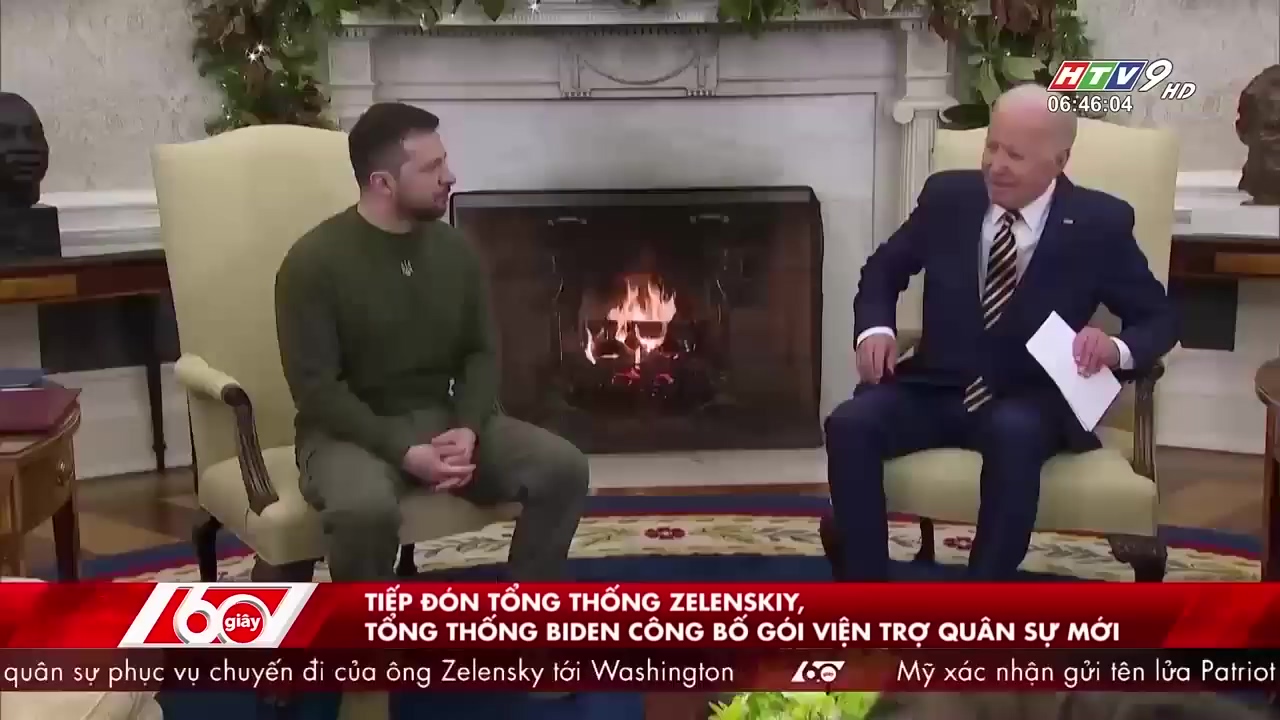 HTV9 HD
06:46:04
60 giây
TIẾP ĐÓN TỔNG THỐNG ZELENSKIY,
TỔNG THỐNG BIDEN CÔNG BỐ GÓI VIỆN TRỢ QUÂN SỰ MỚI
quân sự phục vụ chuyến đi của ông Zelensky tới Washington 60 giây Mỹ xác nhận gửi tên lửa Patriot